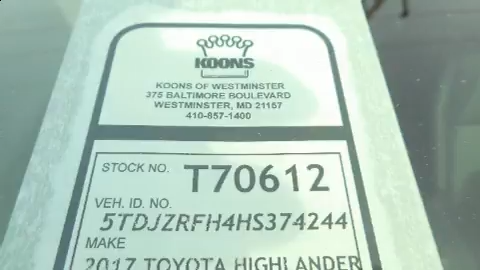 KOONS
KOONS OF WESTMINSTER
375 BALTIMORE BOULEVARD
WESTMINSTER, MD 21157
410-857-1400
STOCK NO. T70612
VEH. ID. NO.
5TDJZRFH4HS374244
MAKE
2017 TOYOTA HIGHLANDER